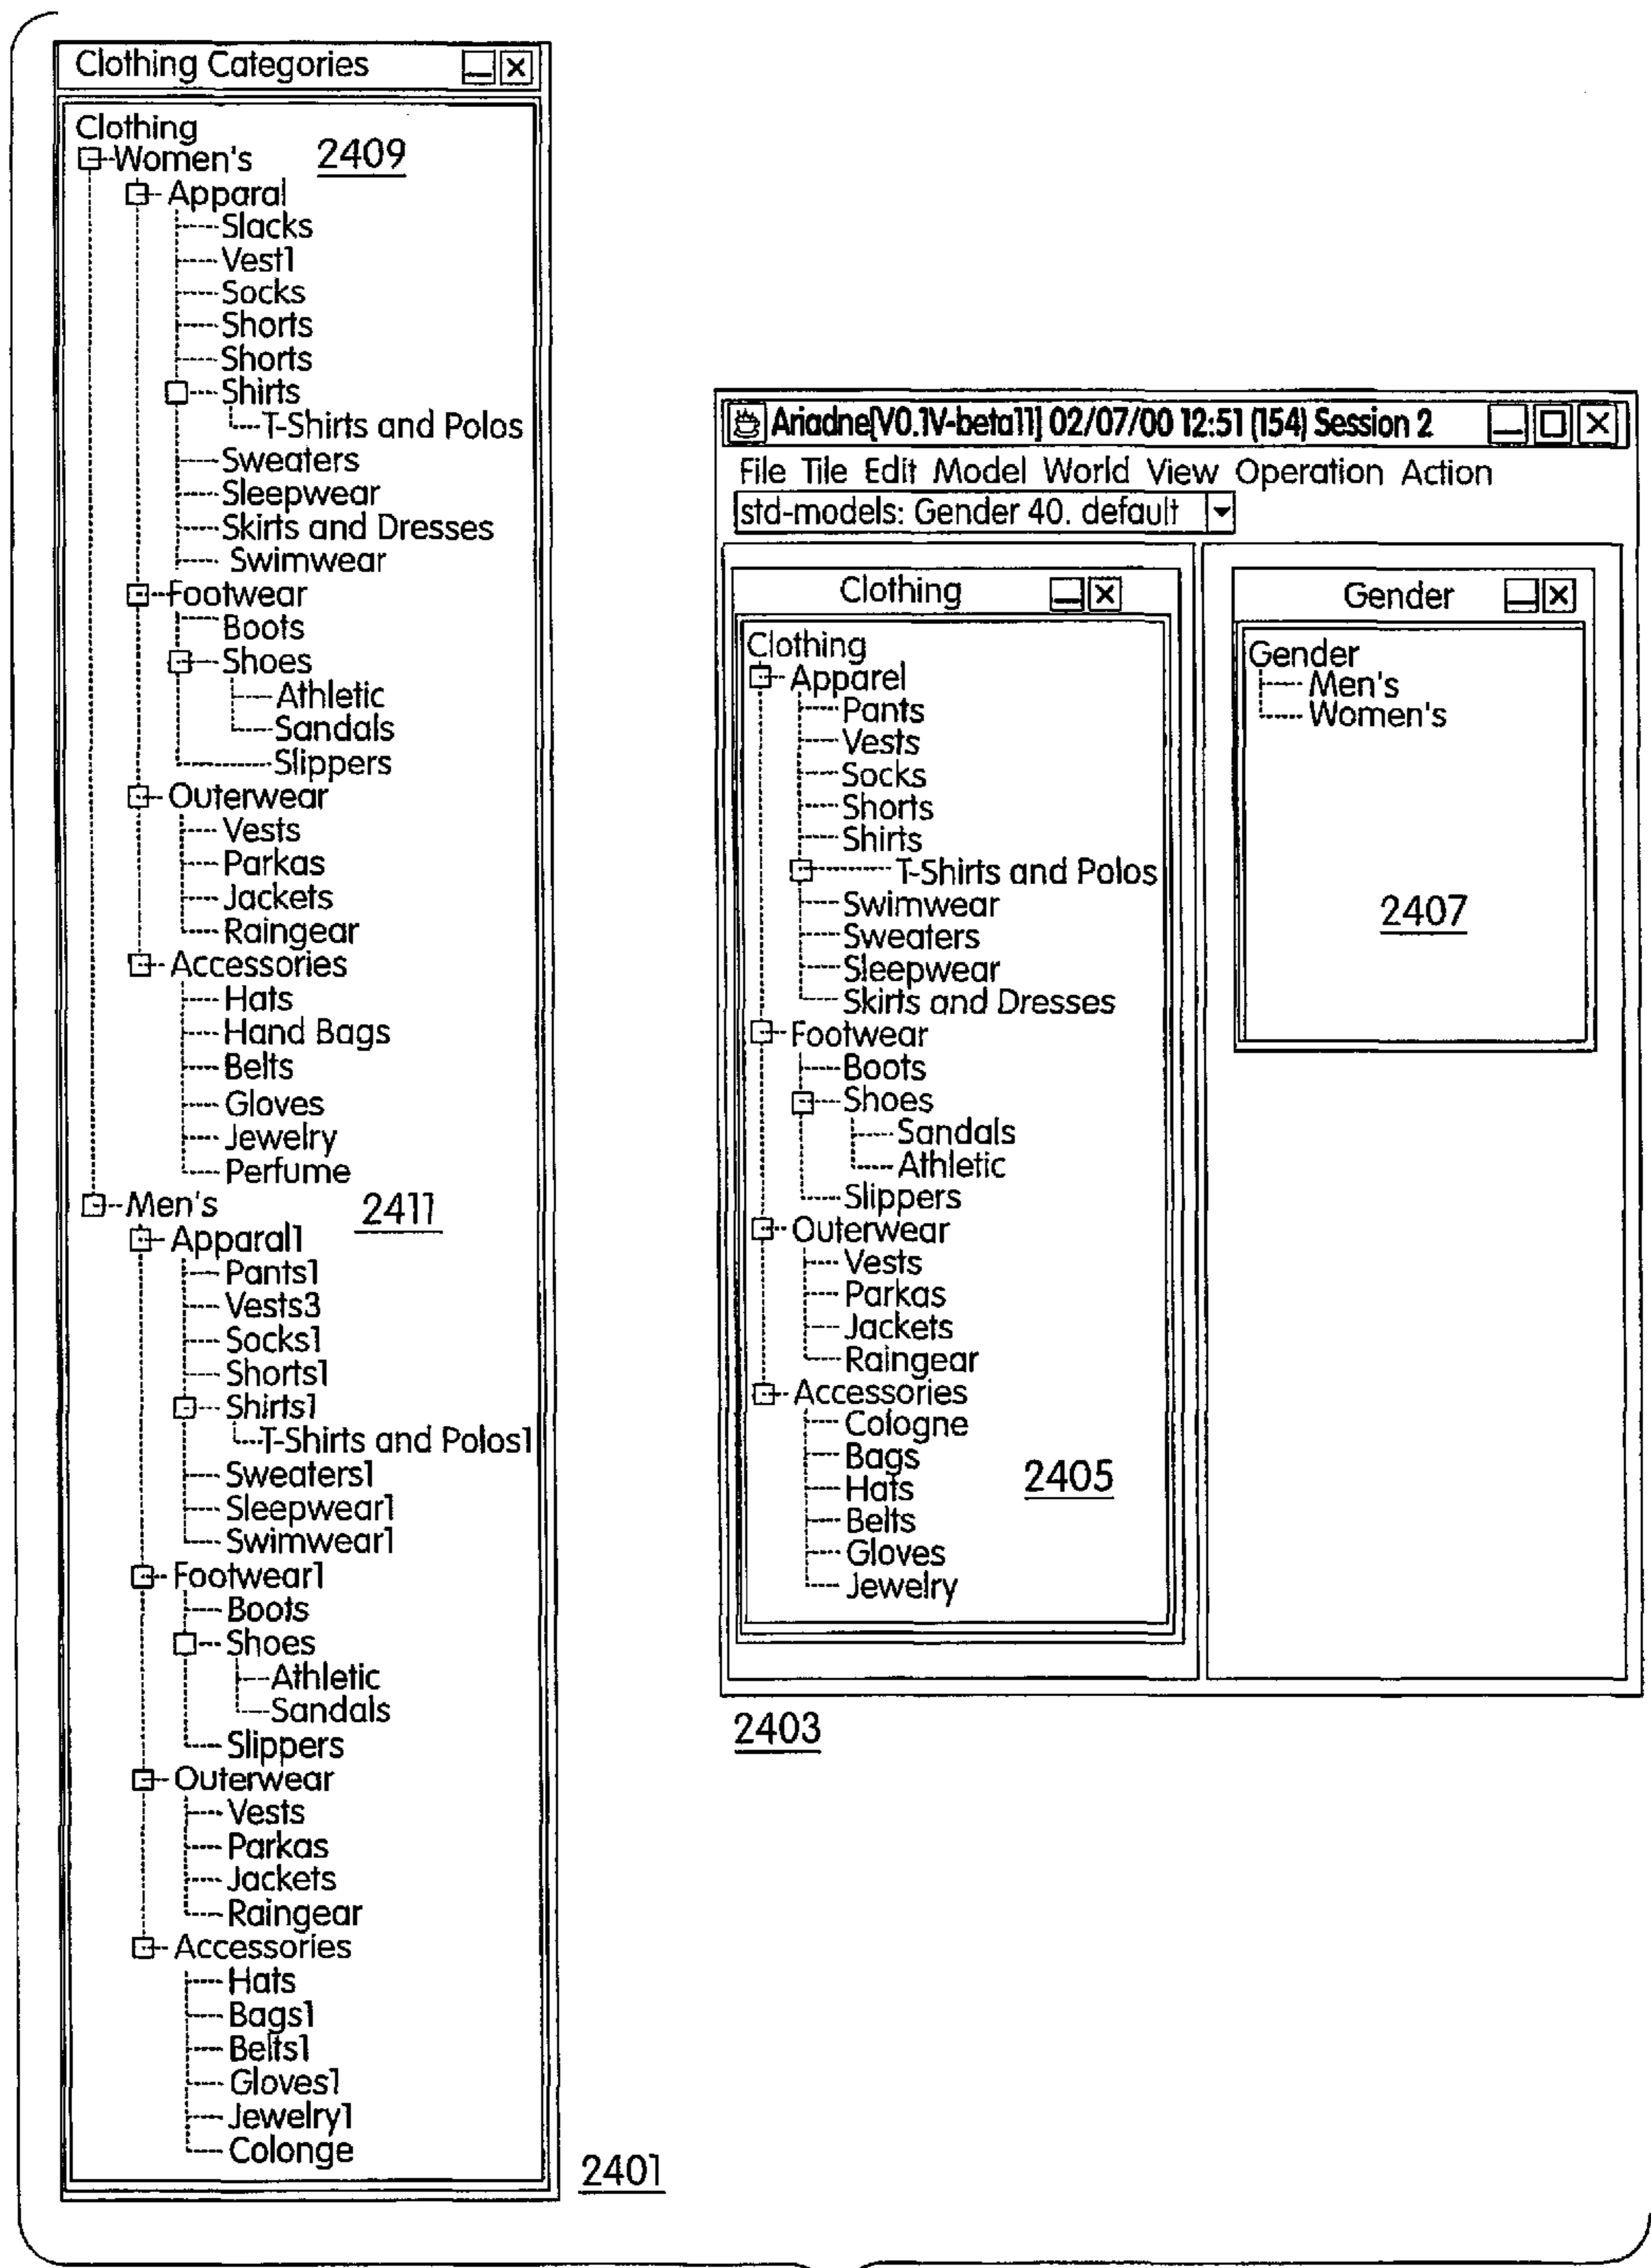 Clothing Categories
Clothing
Women's
2409
Apparal
Slacks
Vest1
Socks
Shorts
Shorts
Shirts
T-Shirts and Polos
Sweaters
Sleepwear
Skirts and Dresses
Swimwear
Footwear
Boots
Shoes
Athletic
Sandals
Slippers
Outerwear
Vests
Parkas
Jackets
Raingear
Accessories
Hats
Hand Bags
Belts
Gloves
Jewelry
Perfume
Men's
2411
Apparal1
Pants1
Vests3
Socks1
Shorts1
Shirts1
T-Shirts and Polos1
Sweaters1
Sleepwear1
Swimwear1
Footwear1
Boots
Shoes
Athletic
Sandals
Slippers
Outerwear
Vests
Parkas
Jackets
Raingear
Accessories
Hats
Bags1
Belts1
Gloves1
Jewelry1
Colonge
2401
Ariadne[V0.1V-beta11] 02/07/00 12:51 (154) Session 2
File Tile Edit Model World View Operation Action
std-models: Gender 40. default
Clothing
Clothing
Apparel
Pants
Vests
Socks
Shorts
Shirts
T-Shirts and Polos
Swimwear
Sweaters
Sleepwear
Skirts and Dresses
Footwear
Boots
Shoes
Sandals
Athletic
Slippers
Outerwear
Vests
Parkas
Jackets
Raingear
Accessories
Cologne
Bags
Hats
Belts
Gloves
Jewelry
2405
Gender
Gender
Men's
Women's
2407
2403